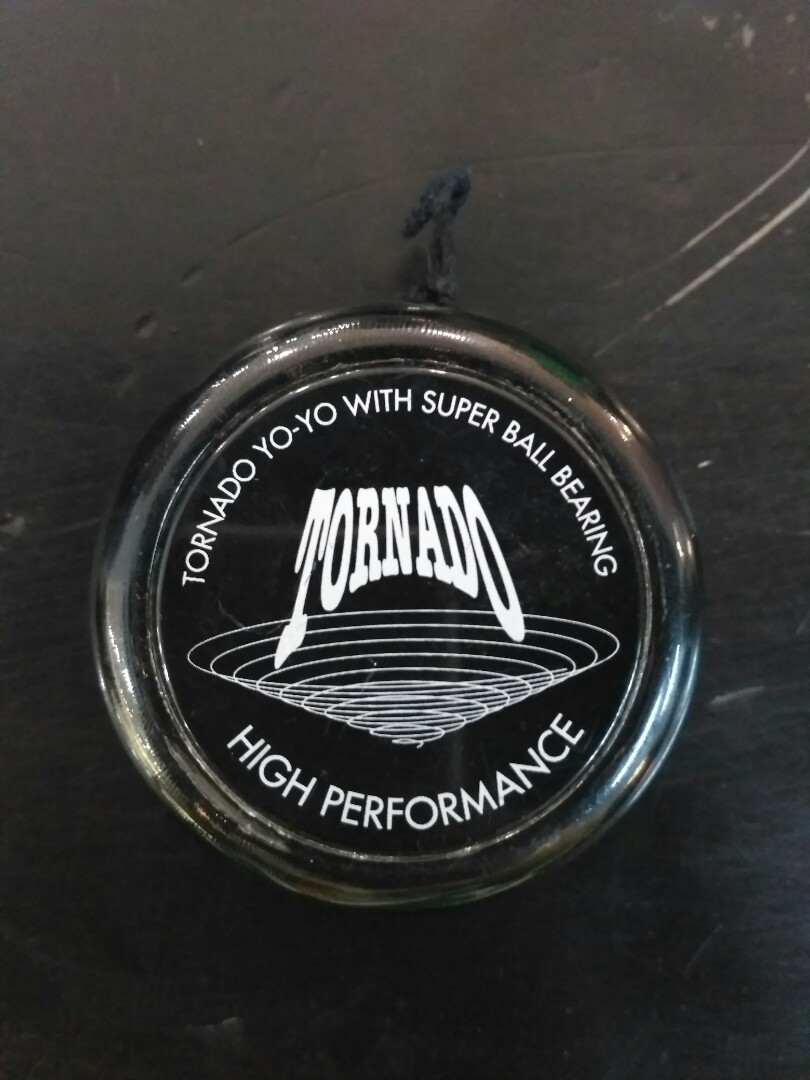 TORNADO YO-YO WITH SUPER BALL BEARING
TORNADO
HIGH PERFORMANCE